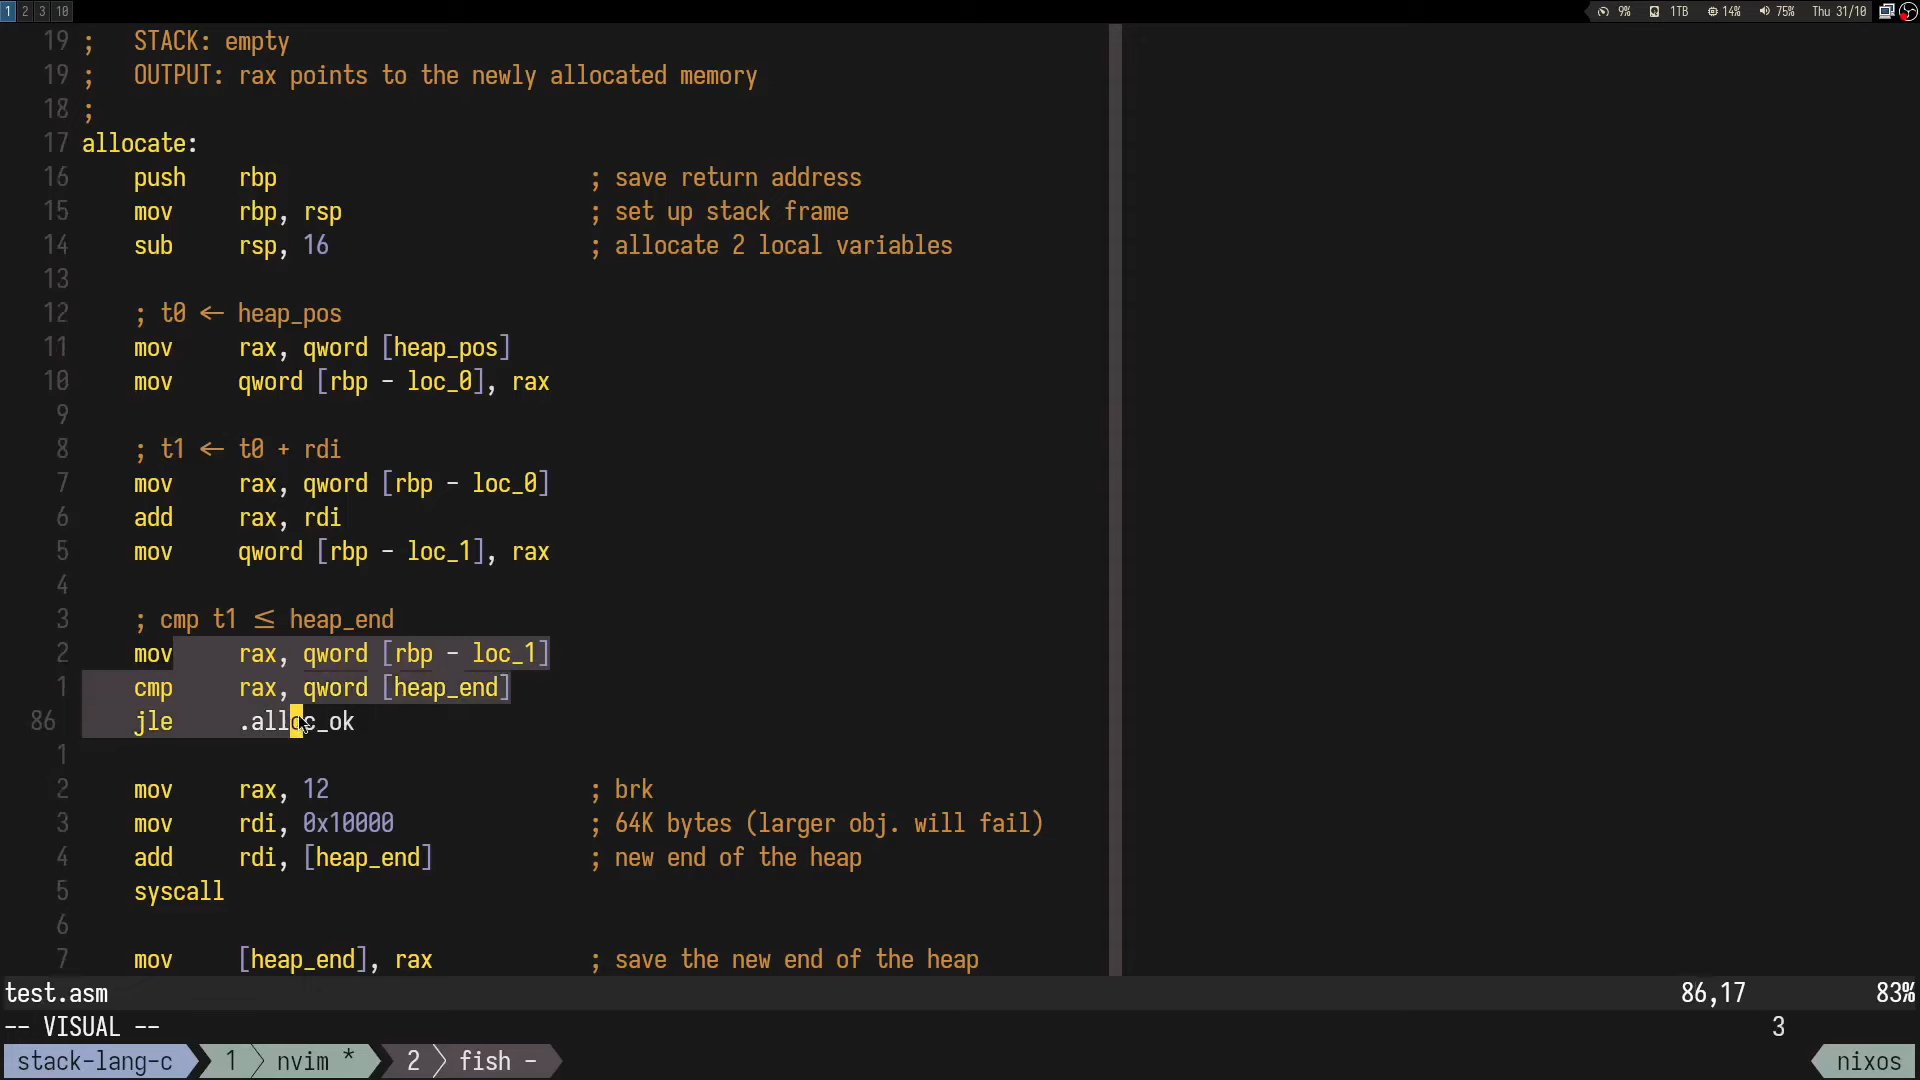 1 2 3 10 9% 1TB 14% 75% Thu 31/10
19 ;   STACK: empty
19 ;   OUTPUT: rax points to the newly allocated memory
18 ;
17 allocate:
16     push    rbp                        ; save return address
15     mov     rbp, rsp                   ; set up stack frame
14     sub     rsp, 16                    ; allocate 2 local variables
13
12     ; t0 <- heap_pos
11     mov     rax, qword [heap_pos]
10     mov     qword [rbp - loc_0], rax
9
8     ; t1 <- t0 + rdi
7     mov     rax, qword [rbp - loc_0]
6     add     rax, rdi
5     mov     qword [rbp - loc_1], rax
4
3     ; cmp t1 <= heap_end
2     mov     rax, qword [rbp - loc_1]
1     cmp     rax, qword [heap_end]
86     jle     .alloc_ok
1
2     mov     rax, 12                    ; brk
3     mov     rdi, 0x10000               ; 64K bytes (larger obj. will fail)
4     add     rdi, [heap_end]            ; new end of the heap
5     syscall
6
7     mov     [heap_end], rax            ; save the new end of the heap
test.asm 86,17 83%
-- VISUAL -- 3
stack-lang-c 1 nvim * 2 fish - nixos